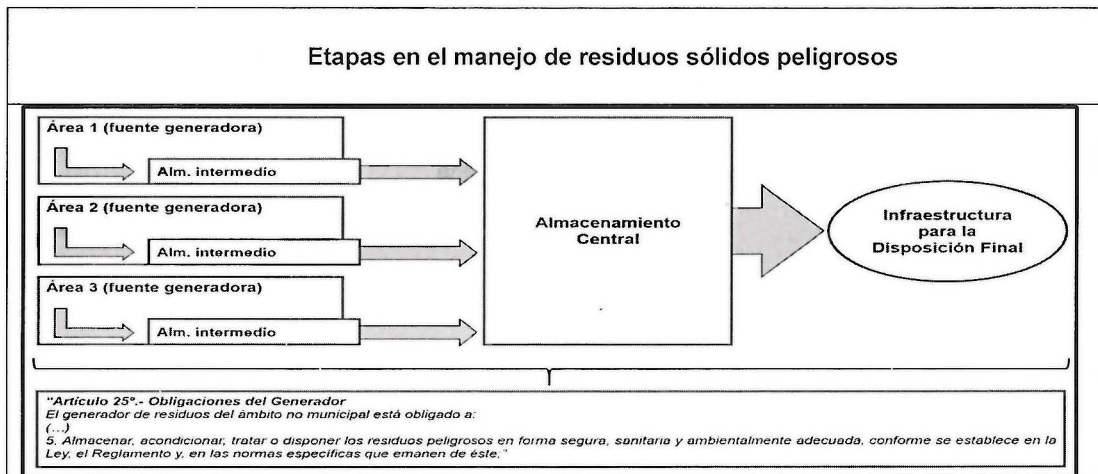 Etapas en el manejo de residuos sólidos peligrosos
Área 1 (fuente generadora)
Alm. intermedio
Área 2 (fuente generadora)
Alm. intermedio
Área 3 (fuente generadora)
Alm. intermedio
Almacenamiento
Central
Infraestructura
para la
Disposición Final
"Artículo 25°.- Obligaciones del Generador
El generador de residuos del ámbito no municipal está obligado a:
(...)
5. Almacenar, acondicionar, tratar o disponer los residuos peligrosos en forma segura, sanitaria y ambientalmente adecuada, conforme se establece en la
Ley, el Reglamento y, en las normas específicas que emanen de éste;"